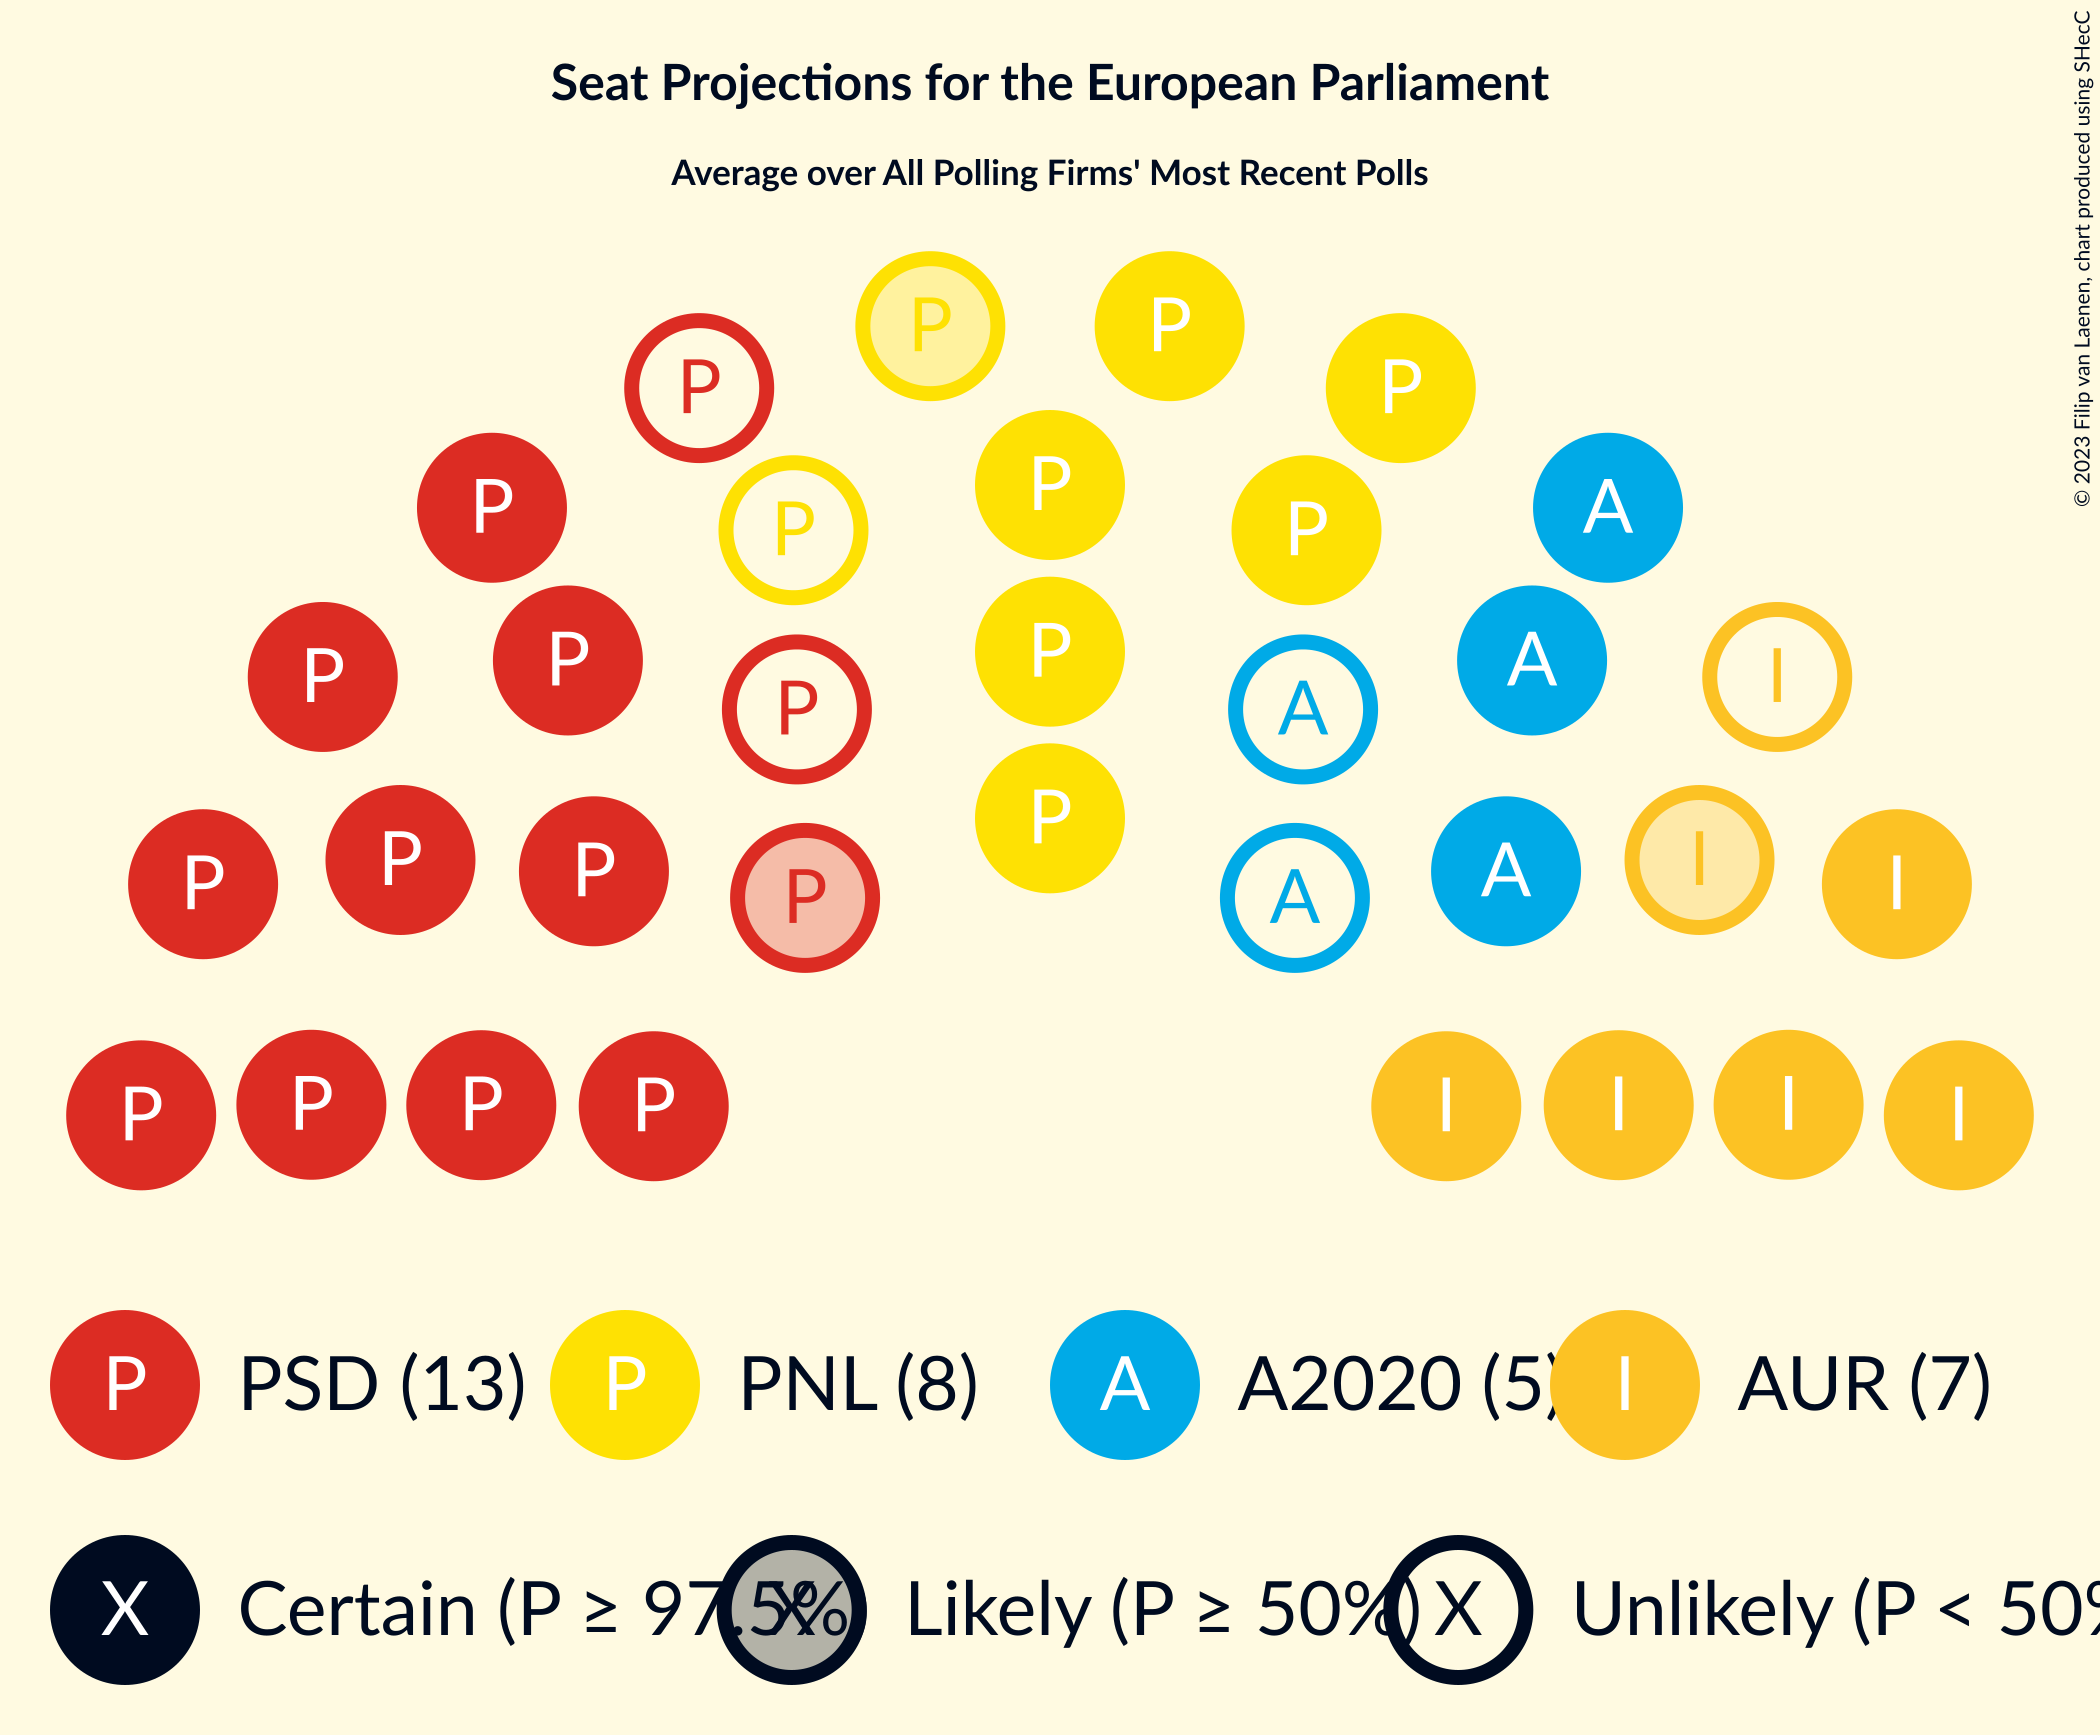 Seat Projections for the European Parliament
Average over All Polling Firms' Most Recent Polls
© 2023 Filip van Laenen, chart produced using SHecC
P P
P P
P P P A
P P
P P P A I
P A
P P P P A I I
P A
P P P P I I I I
P PSD (13) P PNL (8) A A2020 (5) I AUR (7)
X Certain (P ≥ 97.5% X Likely (P ≥ 50%) X Unlikely (P < 50%